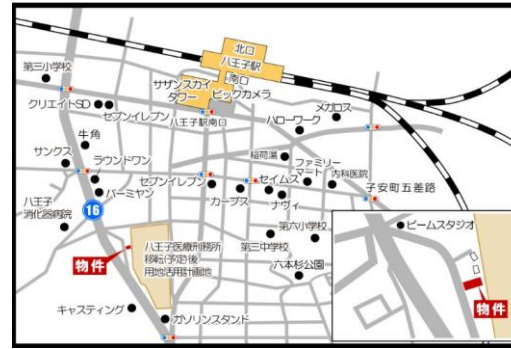 北口
八王子駅
南口
第三小学校
サザンスカイ
タワー
ビックカメラ
クリエイトSD
セブンイレブン
八王子駅南口
メガロス
ハローワーク
牛角
サンクス
ラウンドワン
稲荷湯
ファミリー
マート
内科医院
バーミヤン
セブンイレブン
セイムス
カーブス
ナヴィ
子安町五差路
八王子
消化器内院
16
物件
八王子医療刑務所
移転(予定)後
用地活用計画地
第六小学校
第三中学校
六本杉公園
キャスティング
ガソリンスタンド
ビームスタジオ
物件